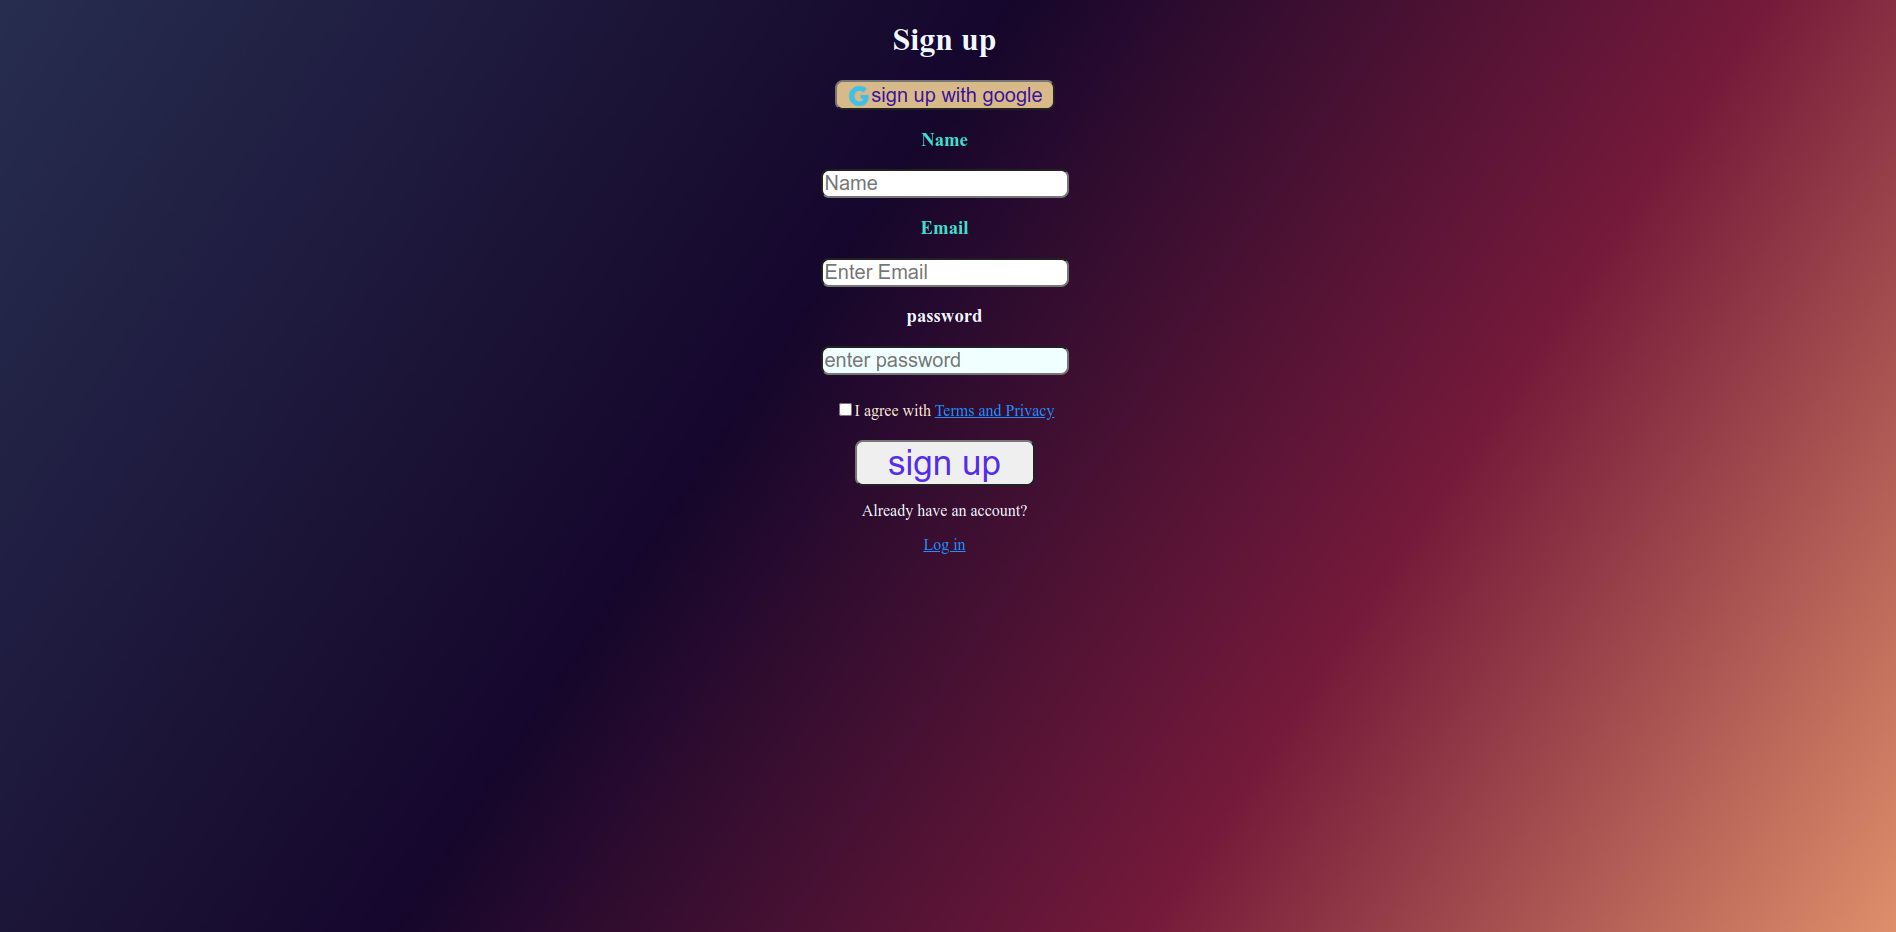 Sign up
sign up with google
Name
Name
Email
Enter Email
password
enter password
I agree with Terms and Privacy
sign up
Already have an account?
Log in